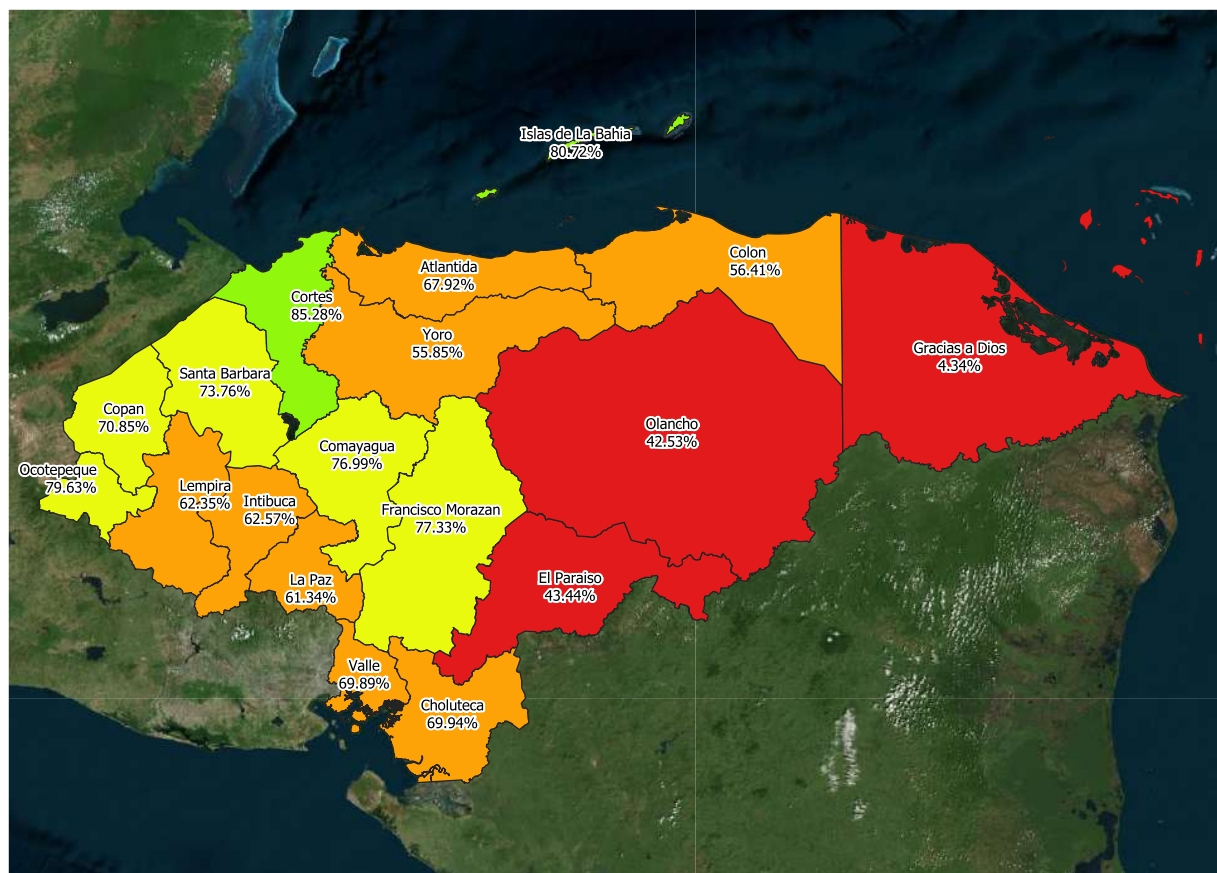 Islas de La Bahia
80.72%
Colon
56.41%
Atlantida
67.92%
Cortes
85.28%
Yoro
55.85%
Gracias a Dios
4.34%
Santa Barbara
73.76%
Copan
70.85%
Olancho
42.53%
Comayagua
76.99%
Ocotepeque
79.63%
Lempira
62.35%
Intibuca
62.57%
Francisco Morazan
77.33%
La Paz
61.34%
El Paraiso
43.44%
Valle
69.89%
Choluteca
69.94%